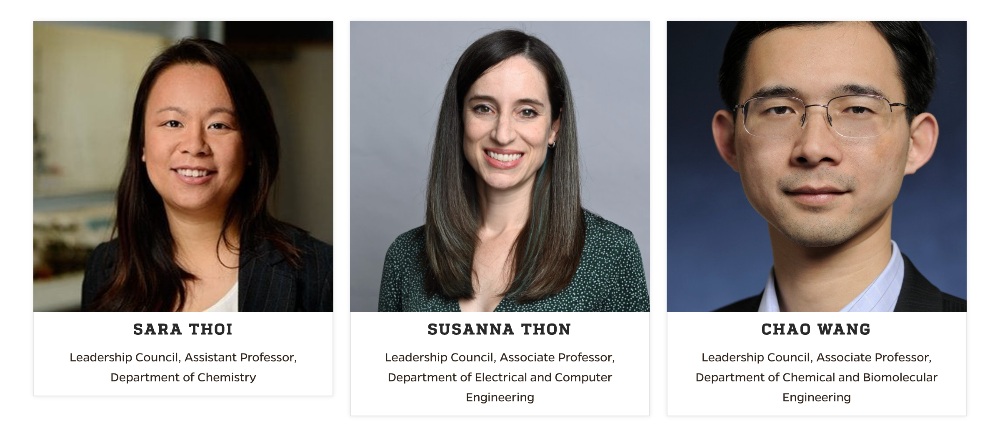 SARA THOI
Leadership Council, Assistant Professor,
Department of Chemistry
SUSANNA THON
Leadership Council, Associate Professor,
Department of Electrical and Computer
Engineering
CHAO WANG
Leadership Council, Associate Professor,
Department of Chemical and Biomolecular
Engineering